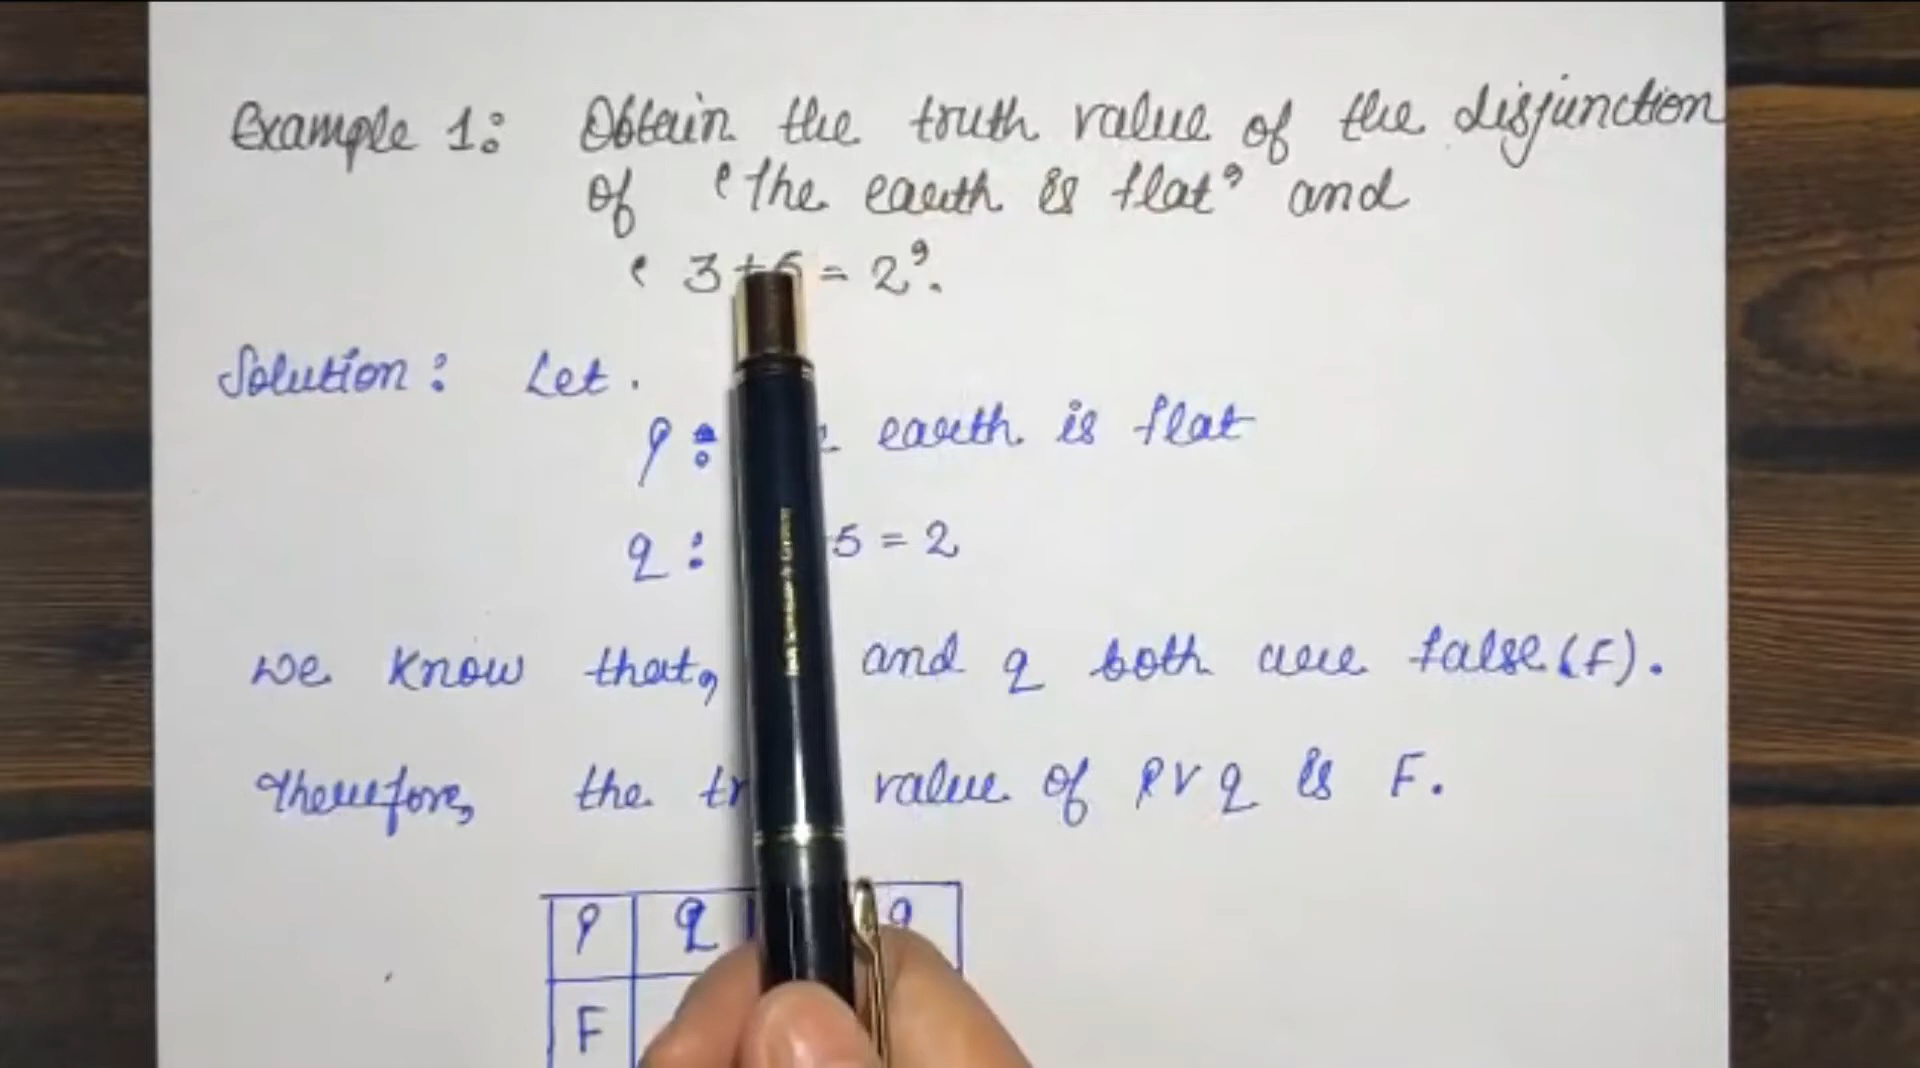 Example 1: Obtain the truth value of the disjunction
of 'The earth is flat' and
' 3+5 = 2'.
Solution: Let.
p: earth is flat
q: 5 = 2
We know that, and q both are false (F).
Therefore, the value of p∨q is F.
p q q
F